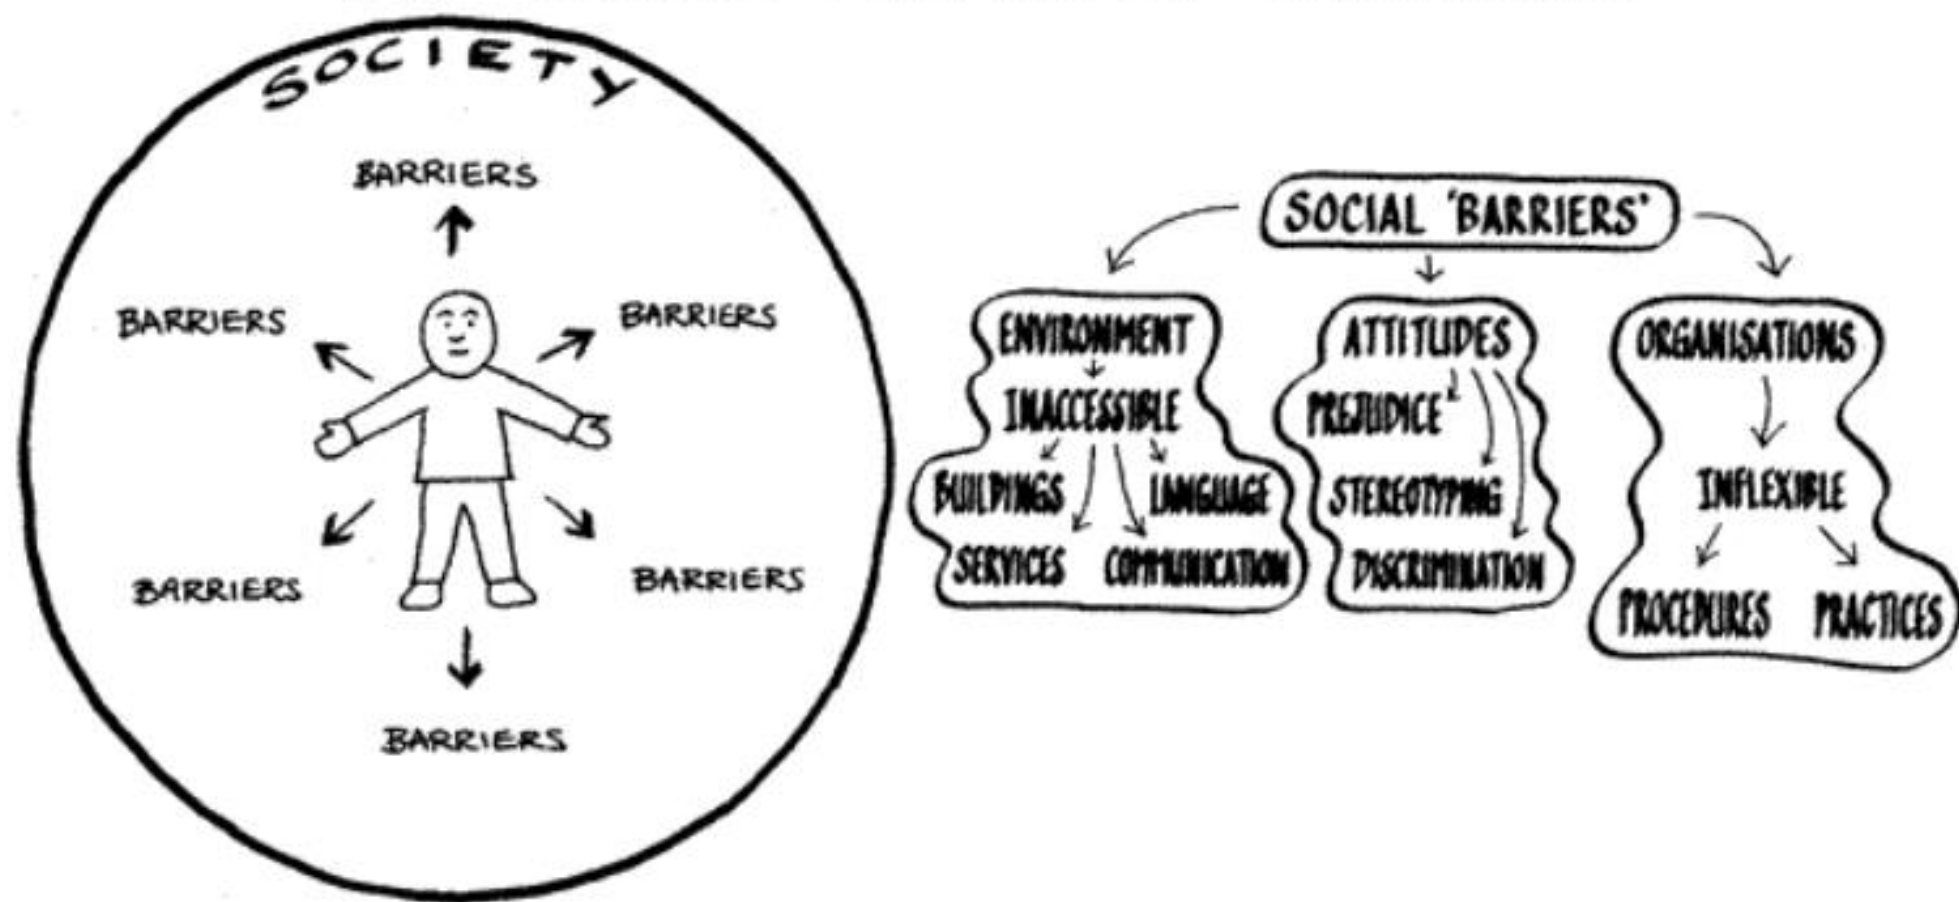 SOCIETY
BARRIERS
BARRIERS
BARRIERS
BARRIERS
BARRIERS
BARRIERS
SOCIAL 'BARRIERS'
ENVIRONMENT
INACCESSIBLE
BUILDINGS
LANGUAGE
SERVICES
COMMUNICATION
ATTITUDES
PREJUDICE
STEREOTYPING
DISCRIMINATION
ORGANISATIONS
INFLEXIBLE
PROCEDURES
PRACTICES